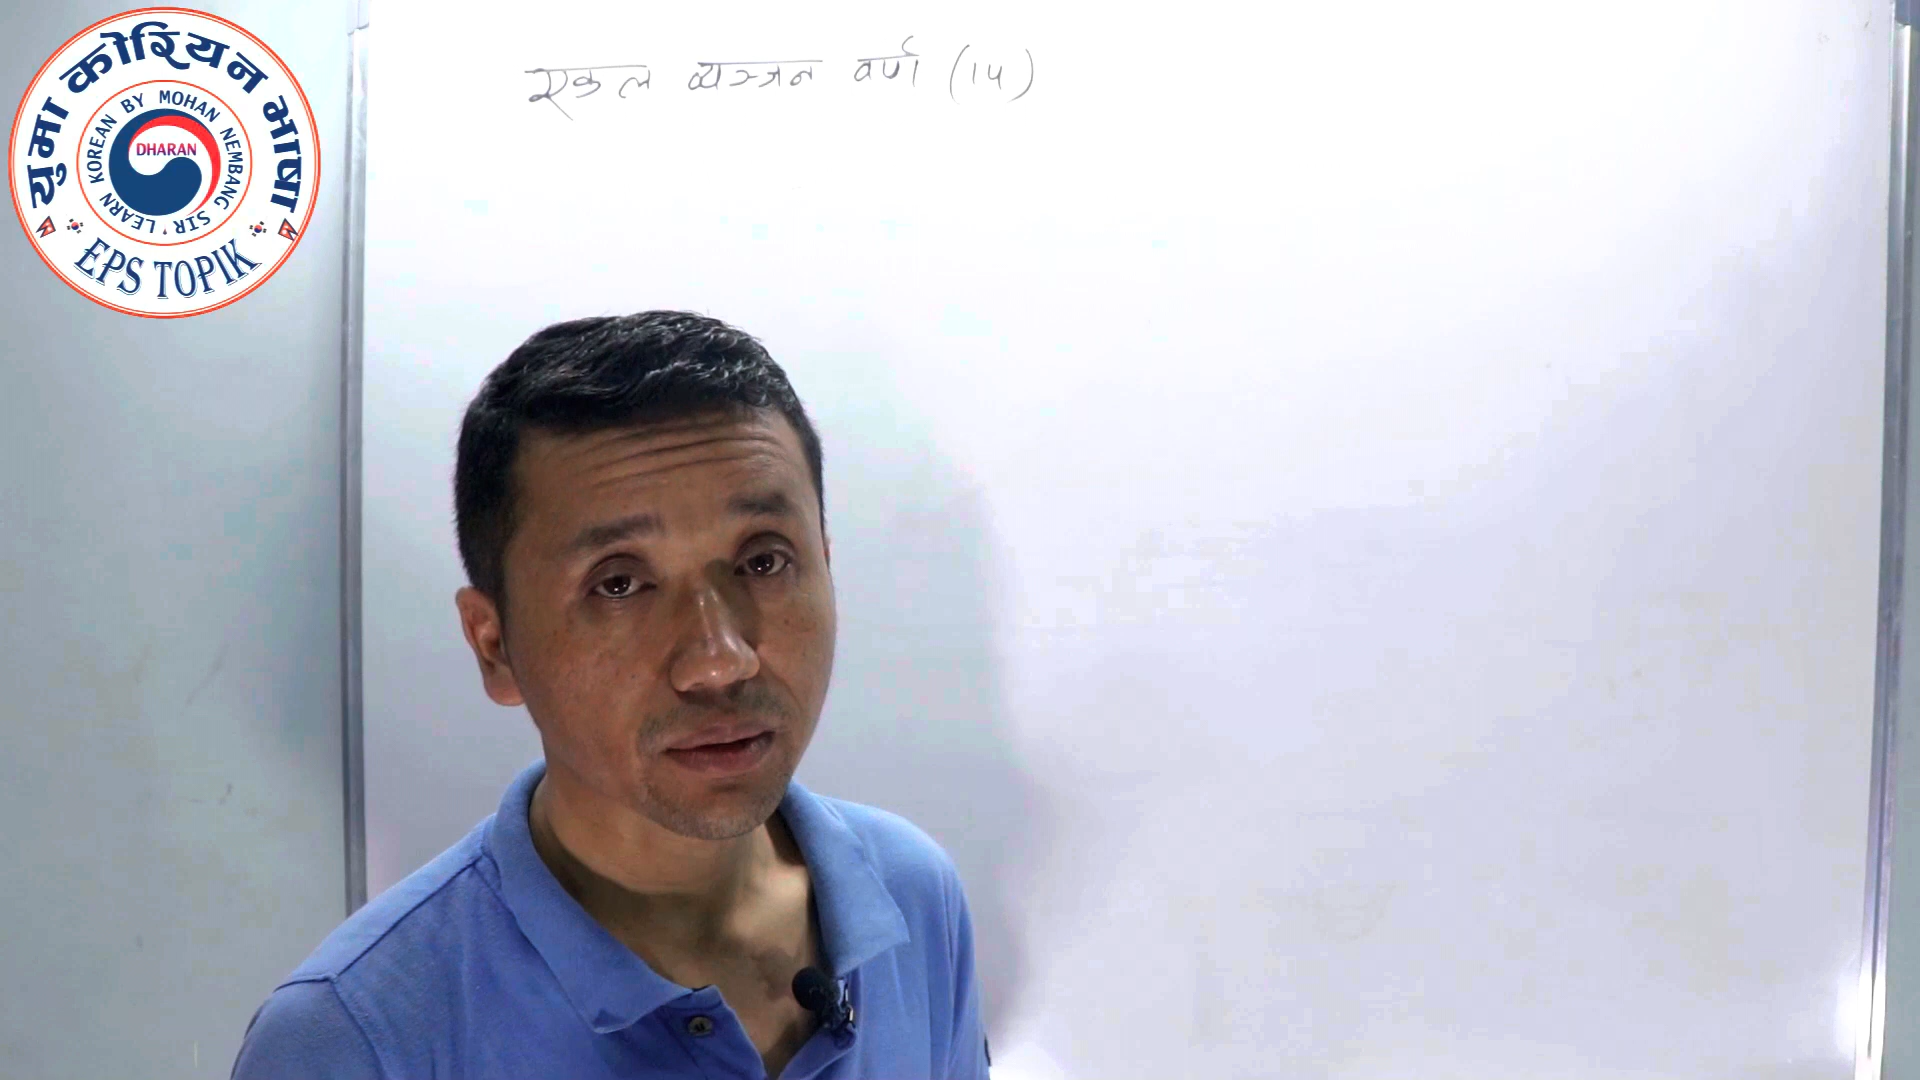 युमा कोरियन भाषा
LEARN KOREAN BY MOHAN NEMBANG SIR
DHARAN
EPS TOPIK
एकल व्यञ्जन वर्ण (14)